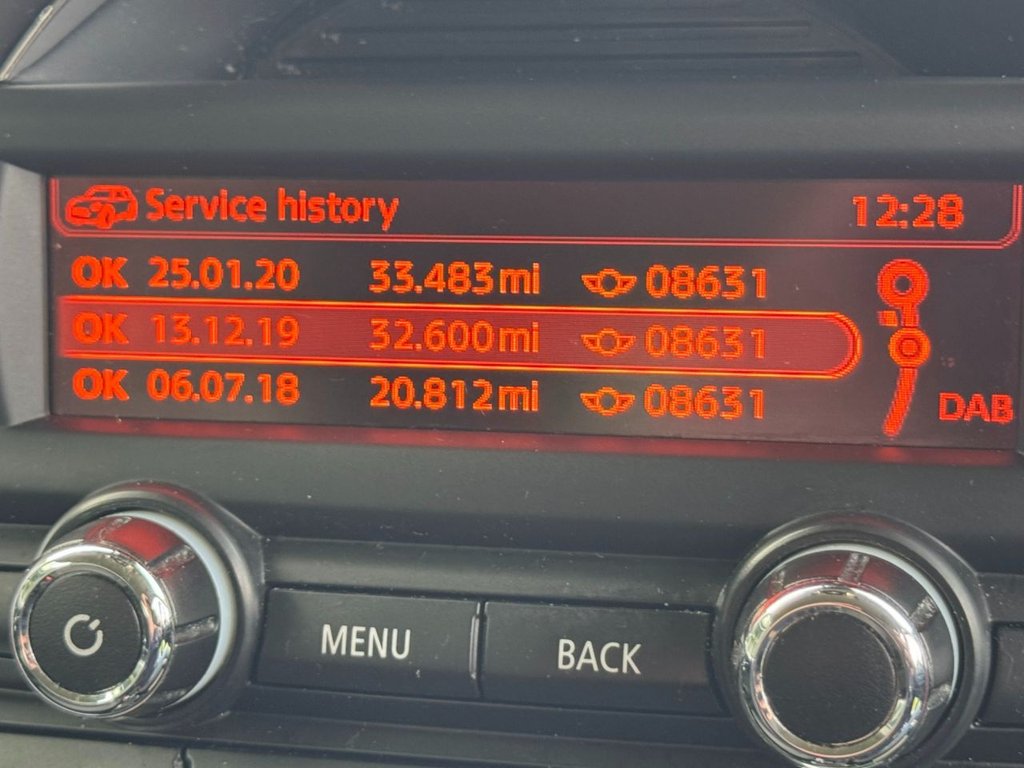 Service history 12:28
OK 25.01.20 33.483mi 08631
OK 13.12.19 32.600mi 08631
OK 06.07.18 20.812mi 08631
DAB
MENU BACK